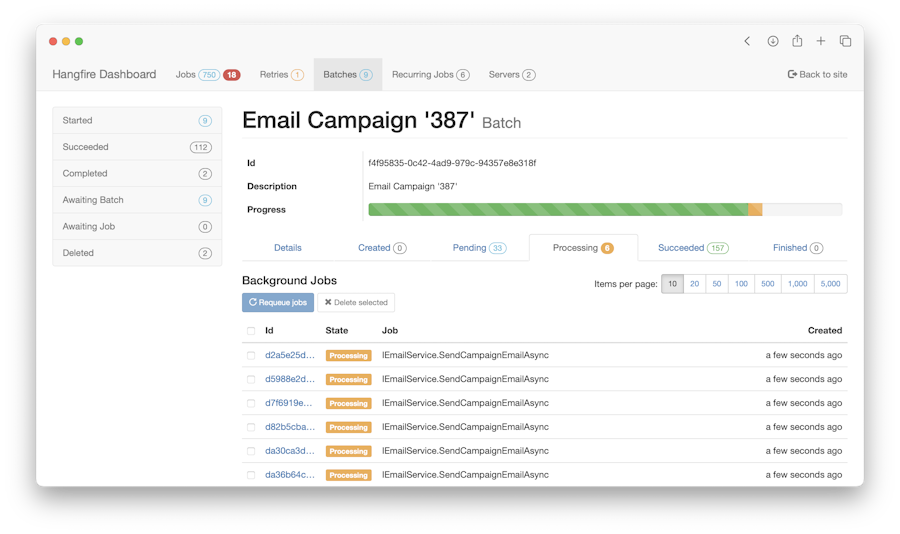 Hangfire Dashboard Jobs 750 18 Retries 1 Batches 9 Recurring Jobs 6 Servers 2 Back to site
Started 9
Succeeded 112
Completed 2
Awaiting Batch 9
Awaiting Job 0
Deleted 2
Email Campaign '387' Batch
Id f4f95835-0c42-4ad9-979c-94357e8e318f
Description Email Campaign '387'
Progress
Details Created 0 Pending 33 Processing 6 Succeeded 157 Finished 0
Background Jobs
Items per page: 10 20 50 100 500 1,000 5,000
Requeue jobs Delete selected
Id State Job Created
d2a5e25d... Processing IEmailService.SendCampaignEmailAsync a few seconds ago
d5988e2d... Processing IEmailService.SendCampaignEmailAsync a few seconds ago
d7f6919e... Processing IEmailService.SendCampaignEmailAsync a few seconds ago
d82b5cba... Processing IEmailService.SendCampaignEmailAsync a few seconds ago
da30ca3d... Processing IEmailService.SendCampaignEmailAsync a few seconds ago
da36b64c... Processing IEmailService.SendCampaignEmailAsync a few seconds ago